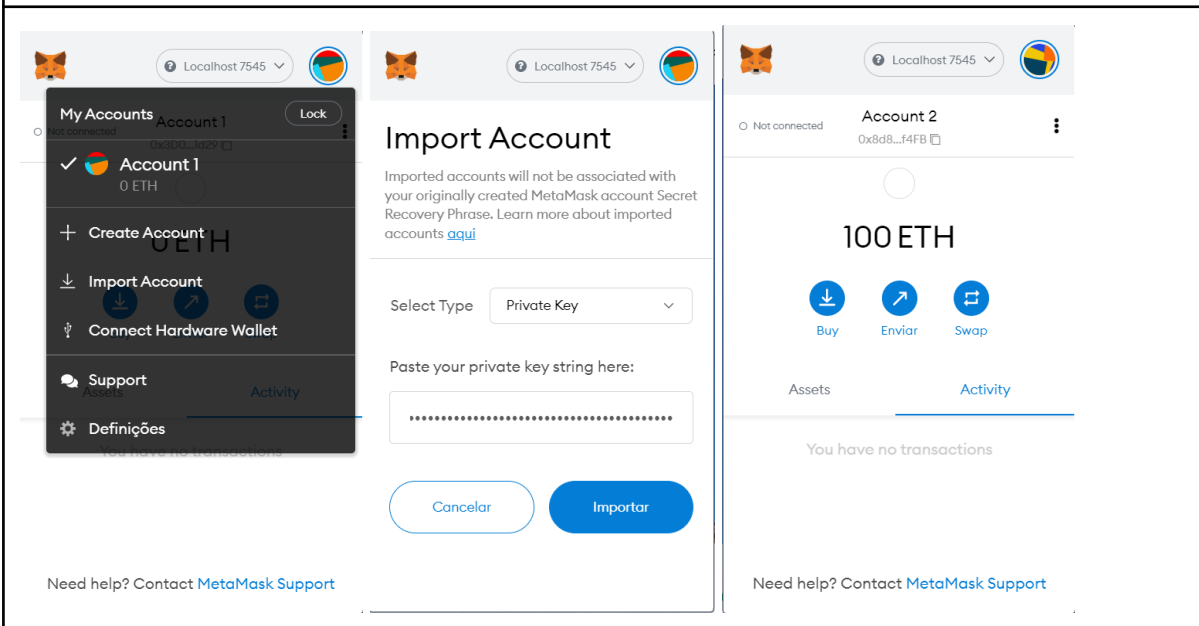 Localhost 7545
My Accounts
Lock
Not connected
Account 1
0x3D0...1d29
Account 1
0 ETH
Create Account
0 ETH
Import Account
Connect Hardware Wallet
Support
Assets
Activity
Definições
You have no transactions
Need help? Contact MetaMask Support
Localhost 7545
Import Account
Imported accounts will not be associated with
your originally created MetaMask account Secret
Recovery Phrase. Learn more about imported
accounts aqui
Select Type
Private Key
Paste your private key string here:
Cancelar
Importar
Localhost 7545
Not connected
Account 2
0x8d8...f4FB
100 ETH
Buy
Enviar
Swap
Assets
Activity
You have no transactions
Need help? Contact MetaMask Support